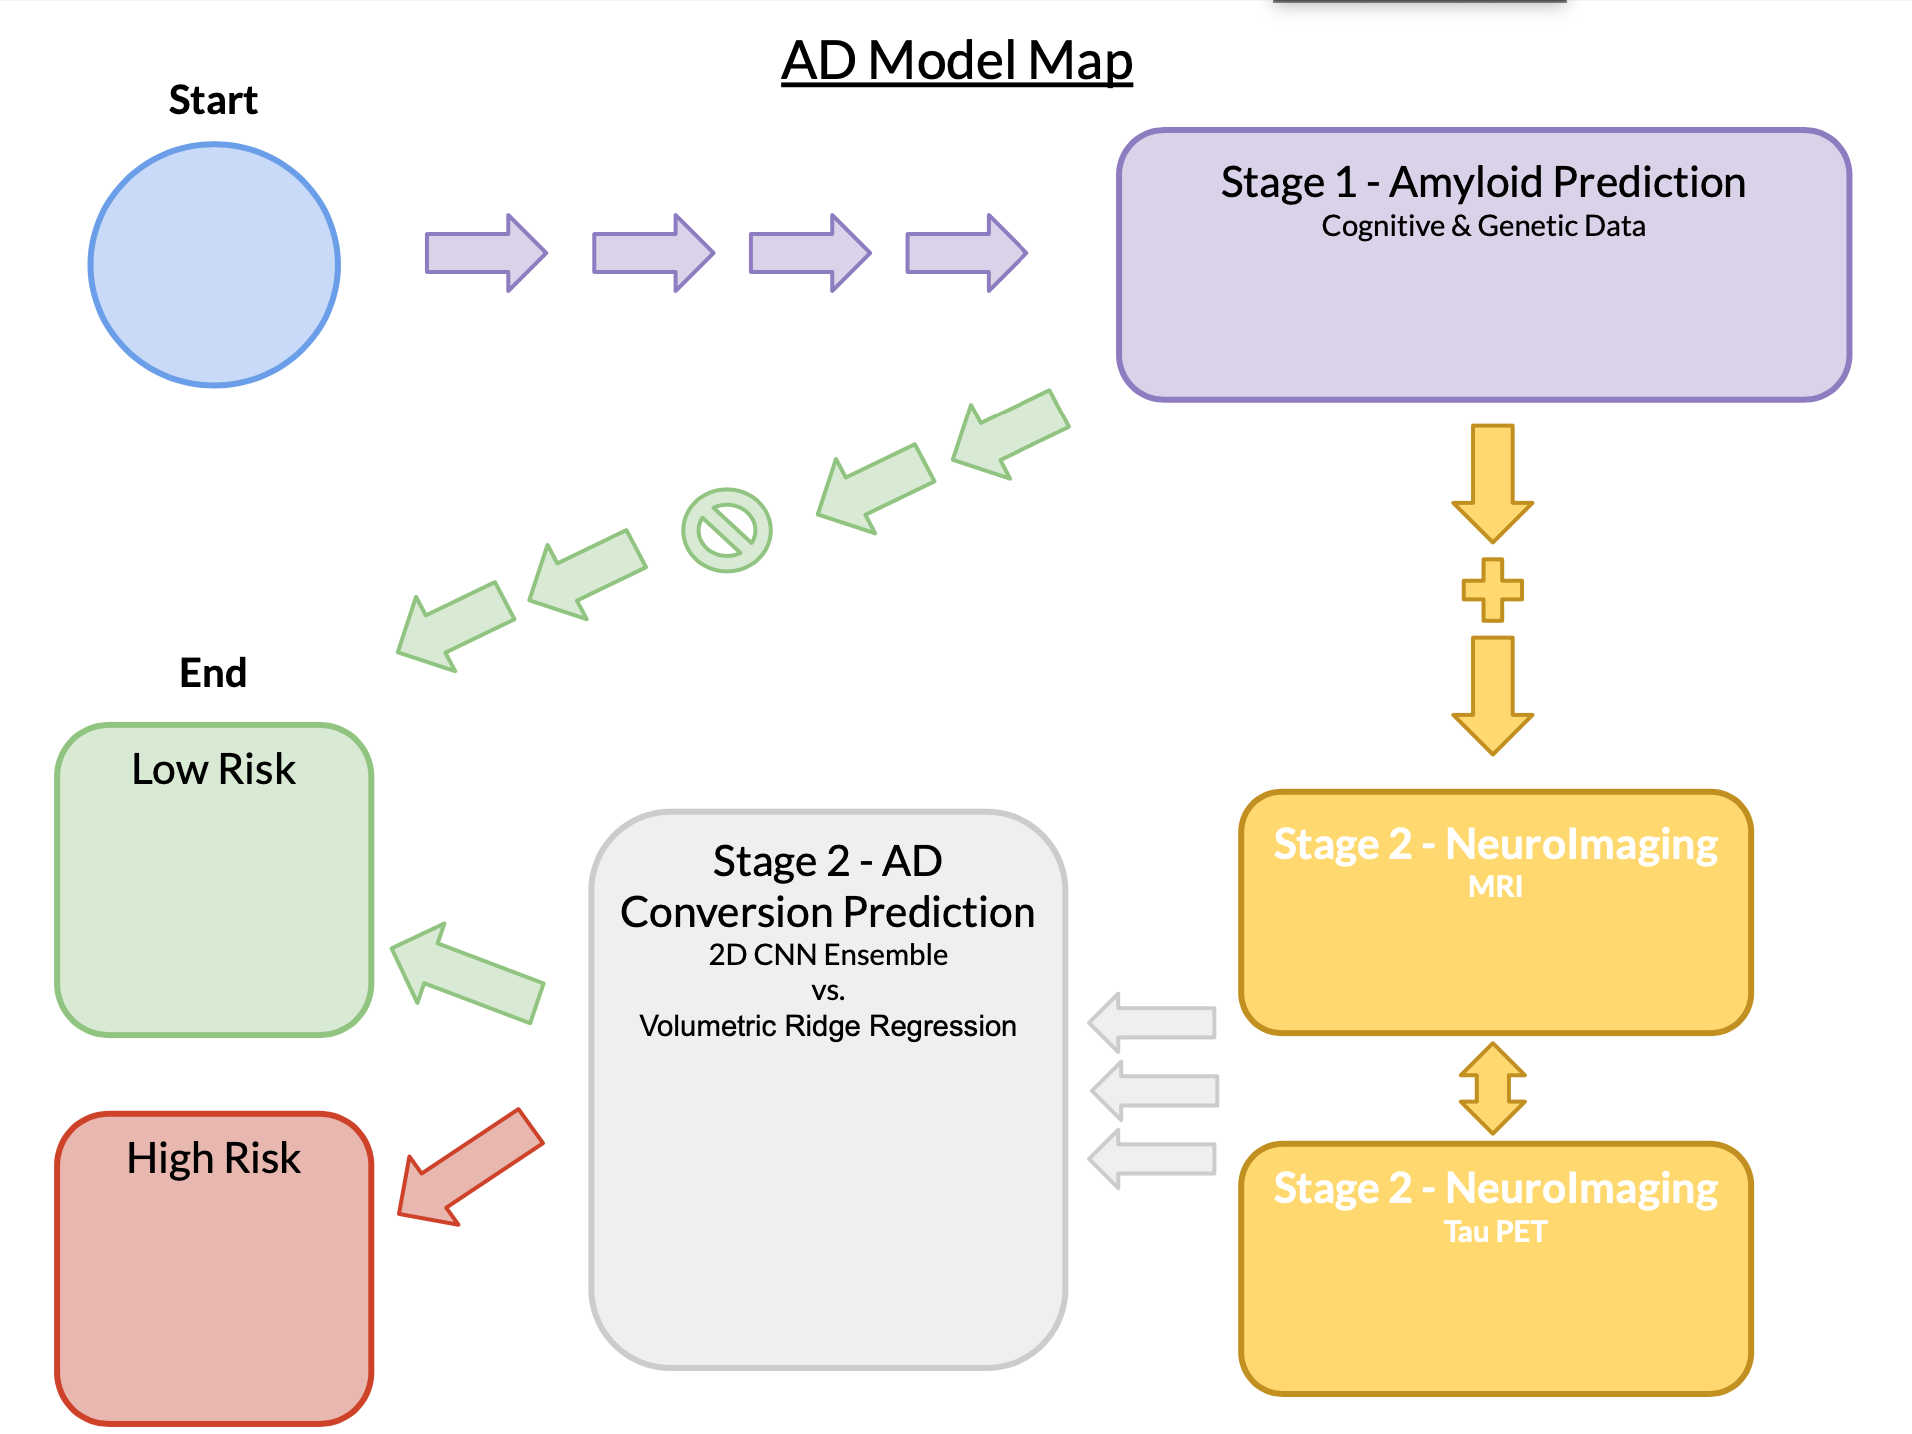 AD Model Map
Start
Stage 1 - Amyloid Prediction
Cognitive & Genetic Data
End
Low Risk
High Risk
Stage 2 - AD
Conversion Prediction
2D CNN Ensemble
vs.
Volumetric Ridge Regression
Stage 2 - NeuroImaging
MRI
Stage 2 - NeuroImaging
Tau PET